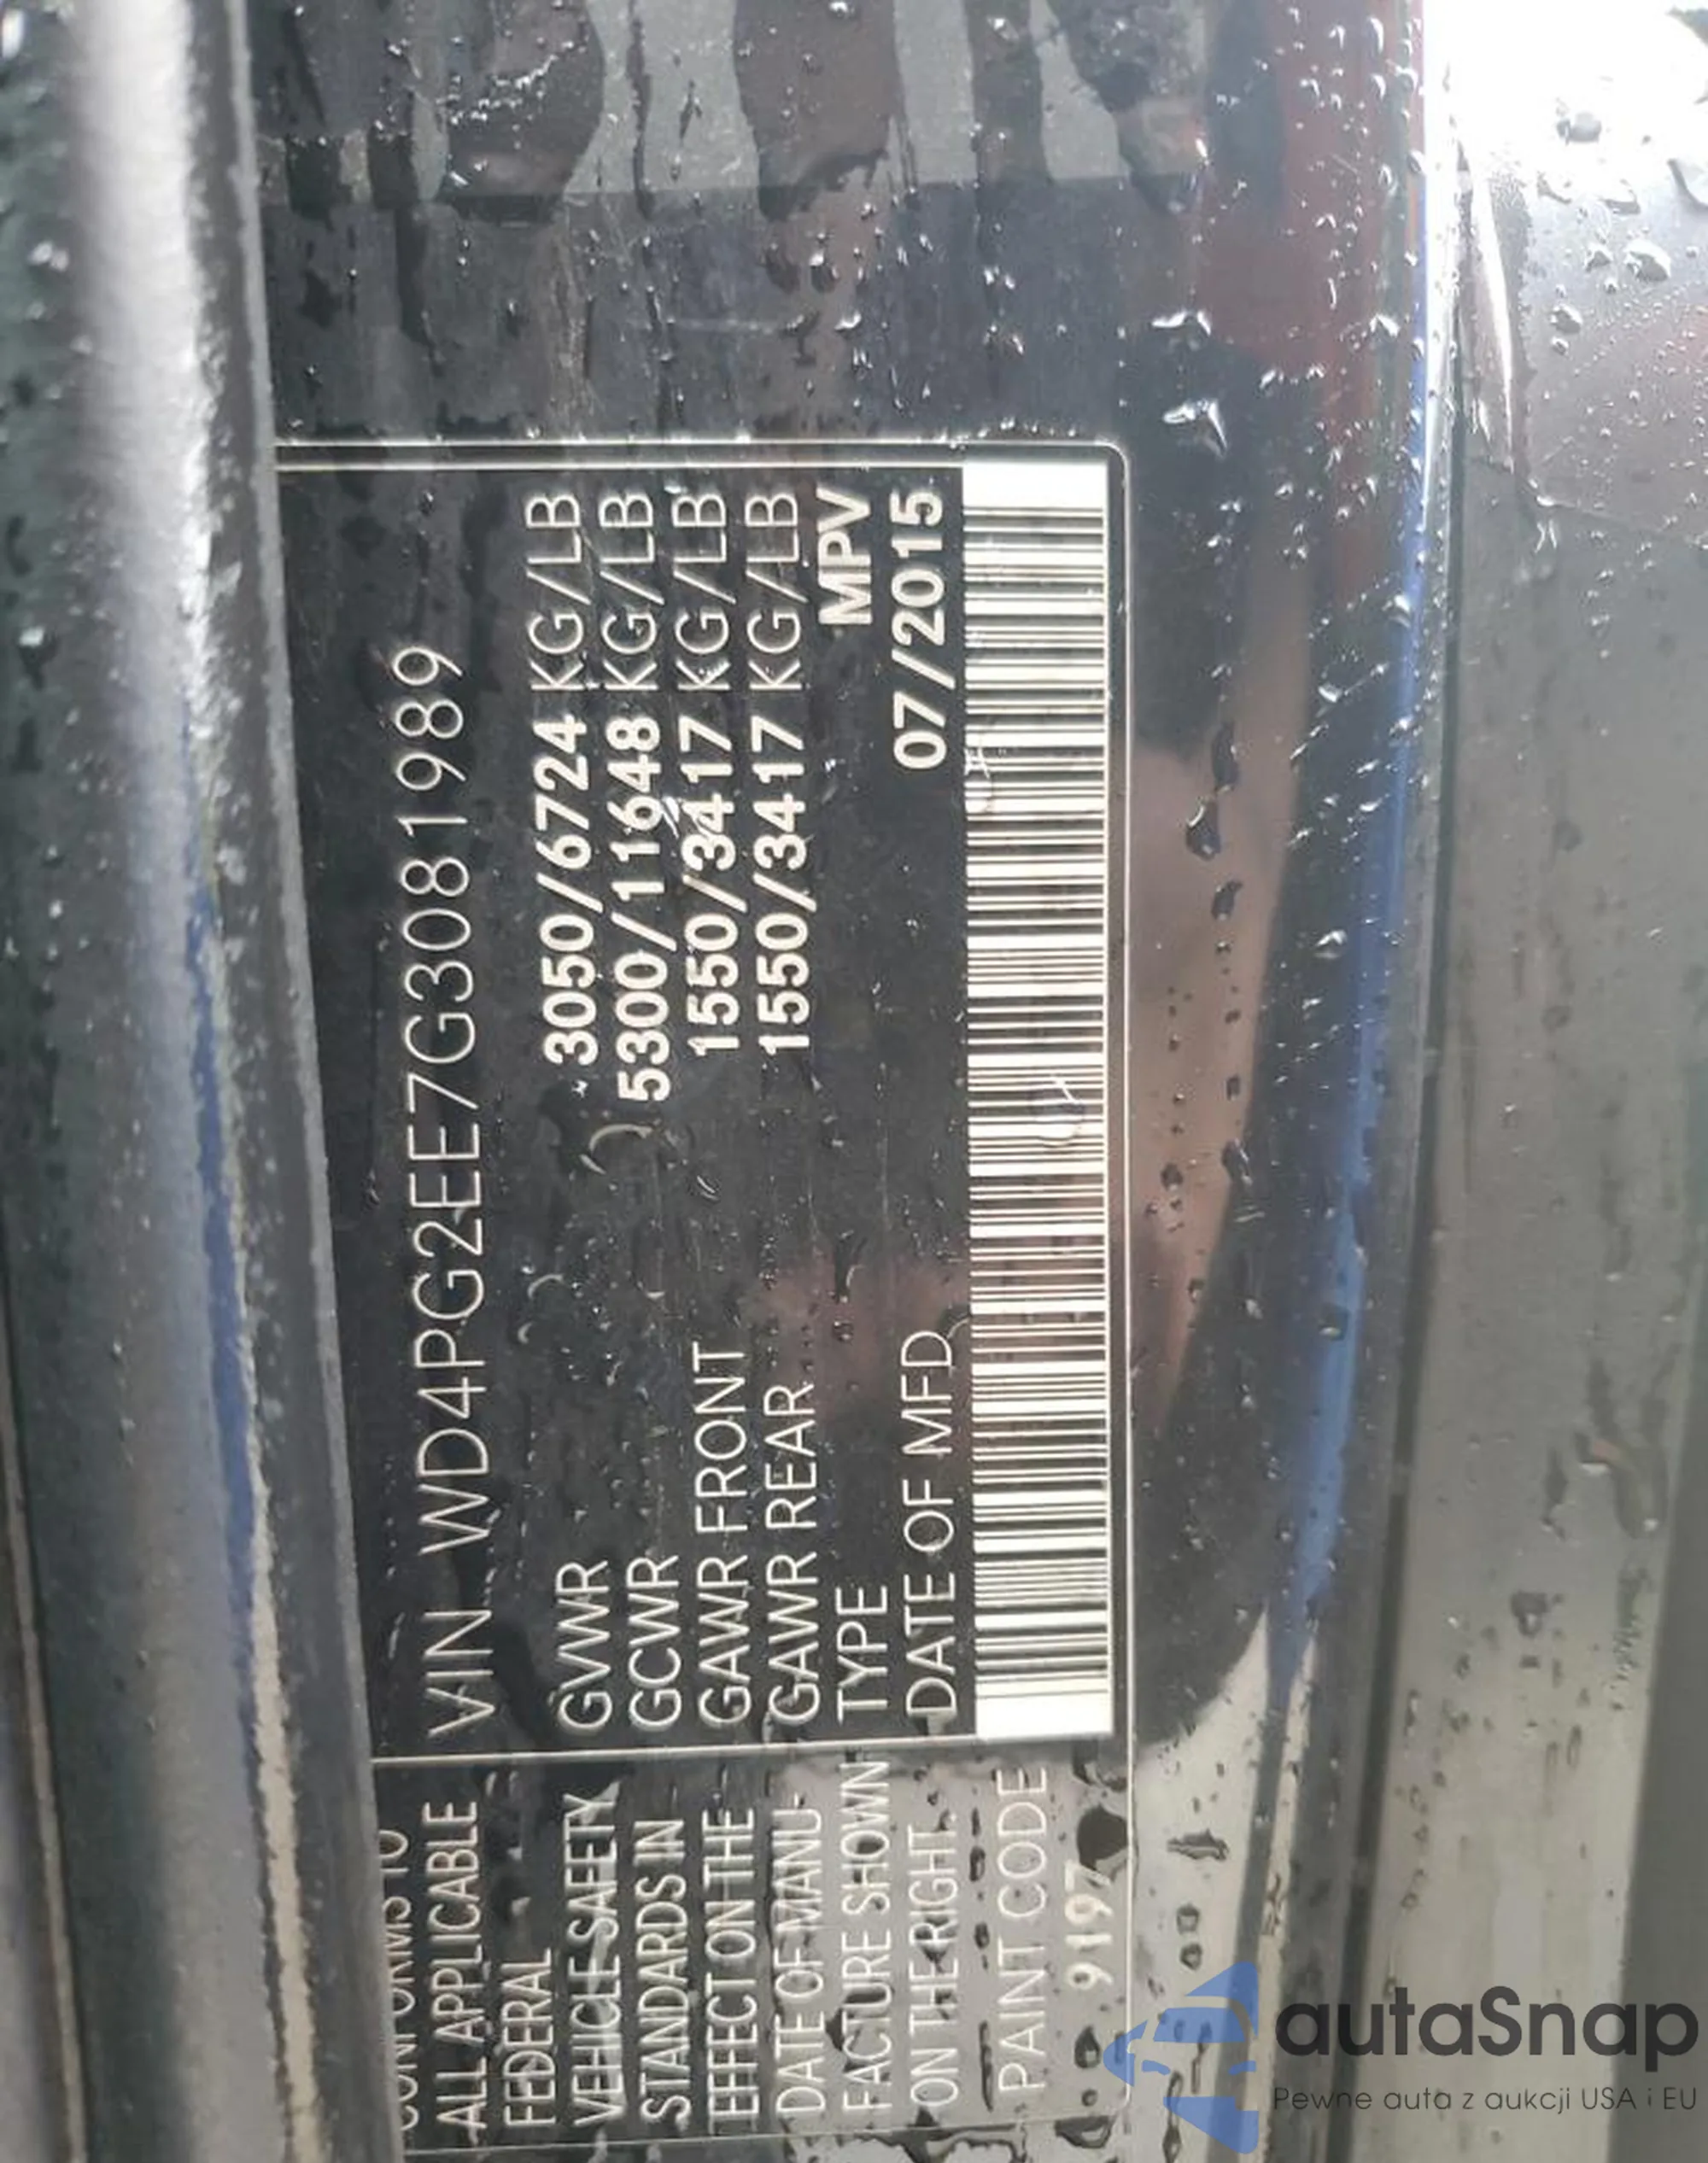 CONFORMS TO
ALL APPLICABLE
FEDERAL
VEHICLE SAFETY
STANDARDS IN
EFFECT ON THE
DATE OF MANU-
FACTURE SHOWN
ON THE RIGHT.
PAINT CODE
9197
VIN WD4PG2EE7G3081989
GVWR 3050/6724 KG/LB
GCWR 5300/11648 KG/LB
GAWR FRONT 1550/3417 KG/LB
GAWR REAR 1550/3417 KG/LB
TYPE MPV
DATE OF MFD 07/2015
autaSnap
Pewne auta z aukcji USA i EU